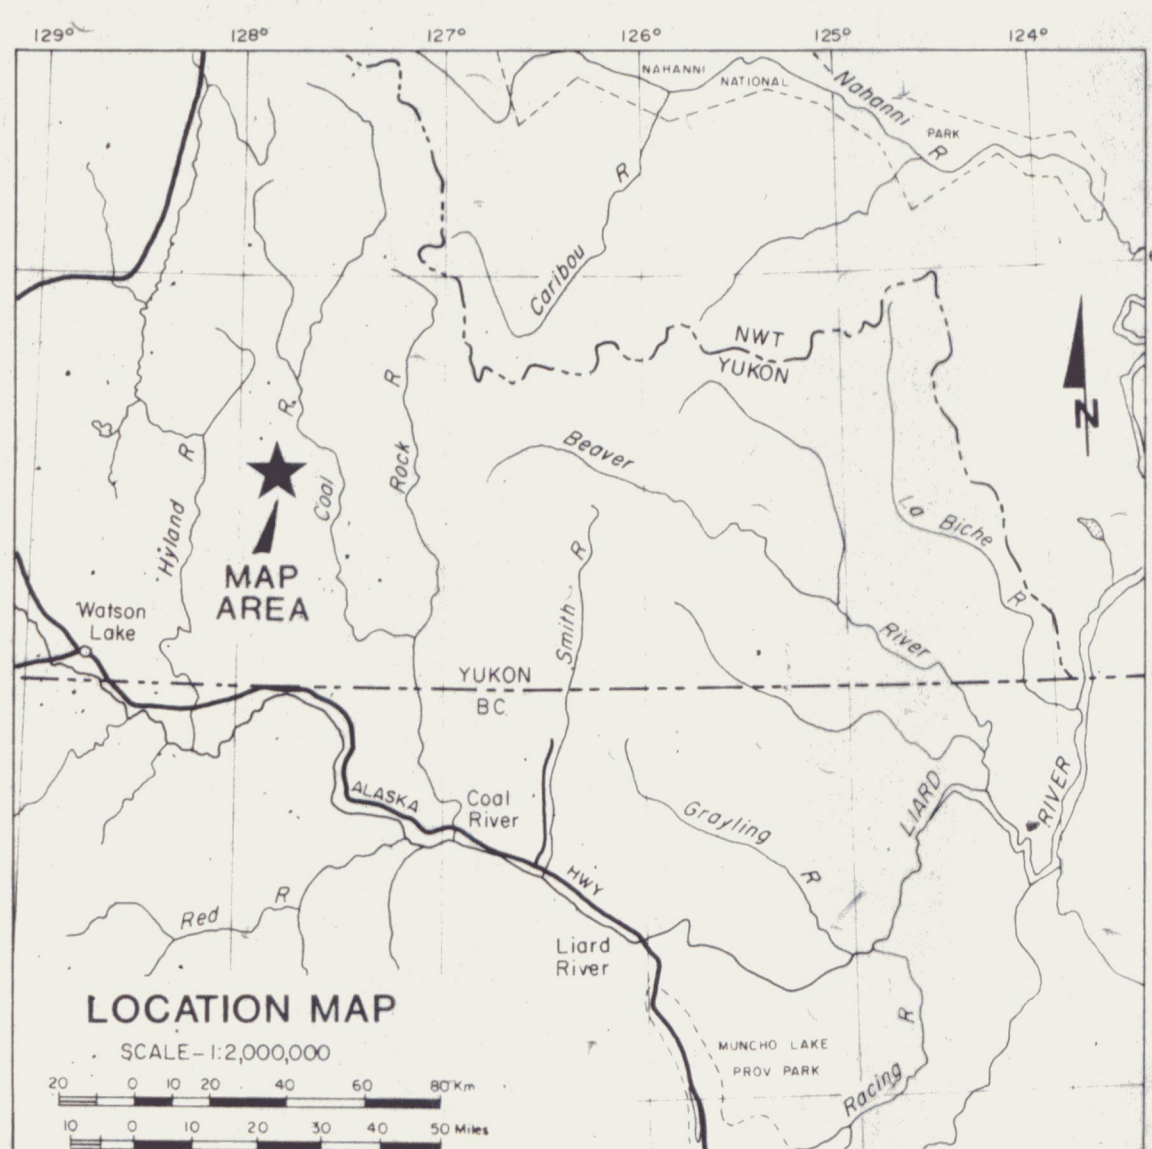 129° 128° 127° 126° 125° 124°
NAHANNI
NATIONAL
PARK
Nahanni R
Caribou R
NWT
YUKON
R
Rock R
Coal R.
Hyland R
Beaver
La Biche R
MAP
AREA
Watson
Lake
Smith R
River
YUKON
BC
ALASKA
Coal
River
Grayling R
LIARD
RIVER
HWY
Red R
Liard
River
LOCATION MAP
SCALE-1:2,000,000
MUNCHO LAKE
PROV PARK
Racing R
20 0 10 20 40 60 80 Km
10 0 10 20 30 40 50 Miles
N